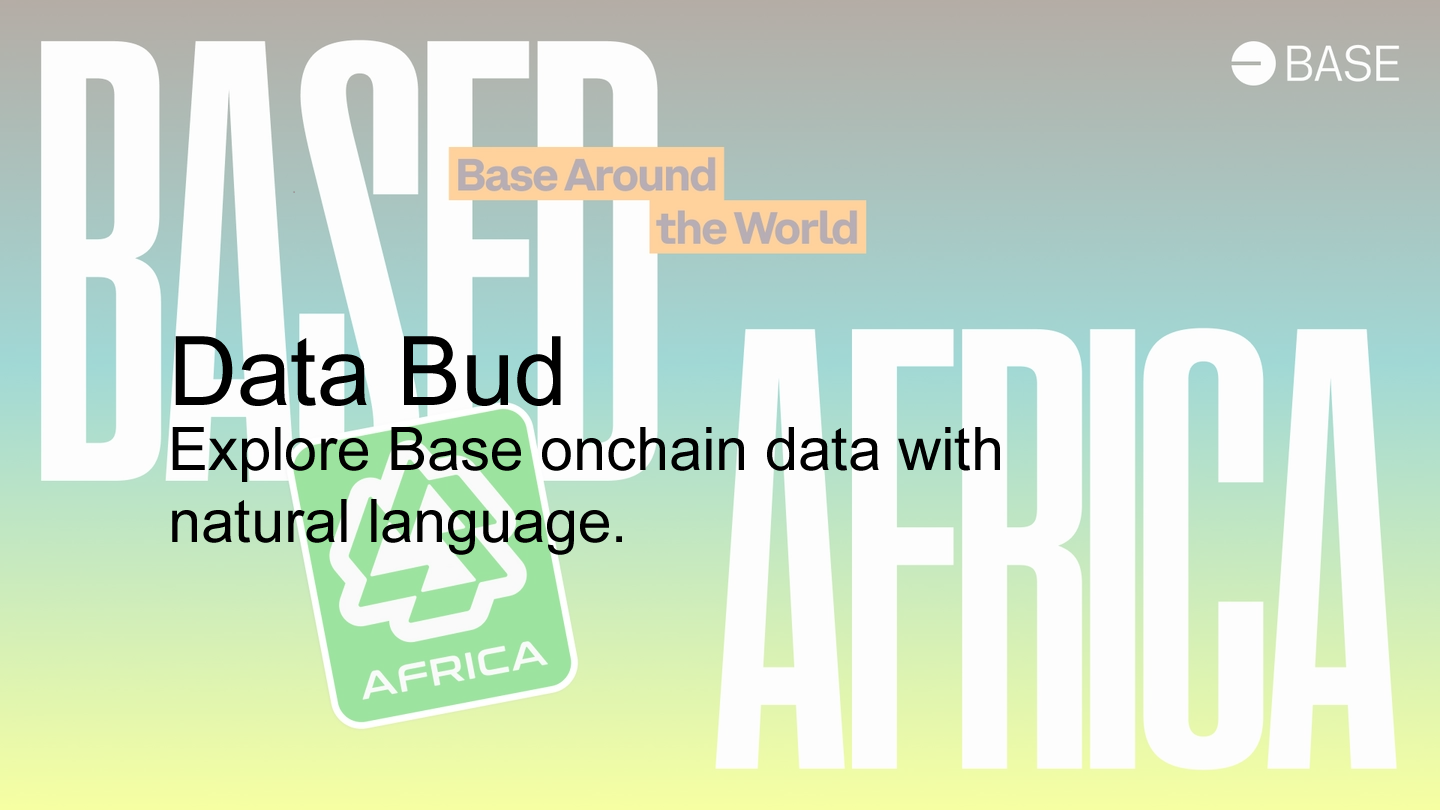 BASED
BASE
Base Around
the World
Data Bud
Explore Base onchain data with
natural language.
AFRICA
AFRICA